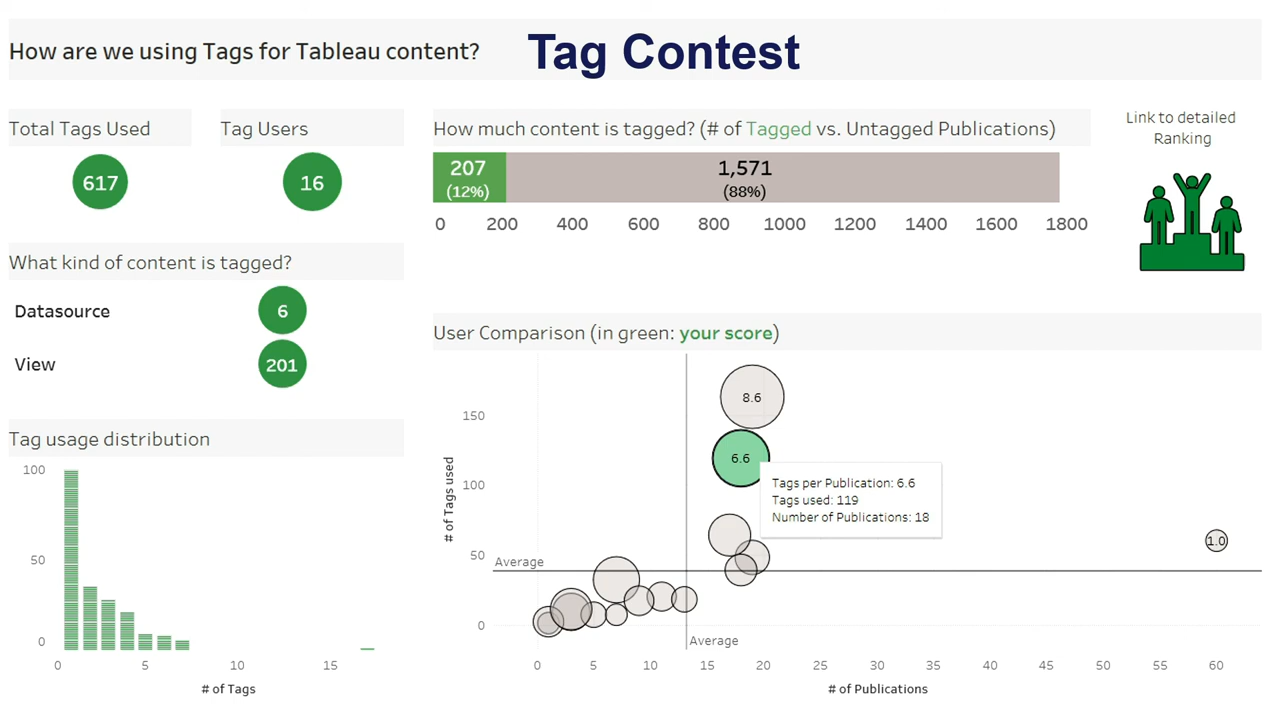 How are we using Tags for Tableau content?
Tag Contest
Total Tags Used
617
Tag Users
16
How much content is tagged? (# of Tagged vs. Untagged Publications)
207
(12%)
1,571
(88%)
0 200 400 600 800 1000 1200 1400 1600 1800
Link to detailed
Ranking
What kind of content is tagged?
Datasource
6
View
201
Tag usage distribution
100
50
0
0 5 10 15
# of Tags
User Comparison (in green: your score)
# of Tags used
150
100
50
0
8.6
6.6
Tags per Publication: 6.6
Tags used: 119
Number of Publications: 18
1.0
Average
Average
0 5 10 15 20 25 30 35 40 45 50 55 60
# of Publications